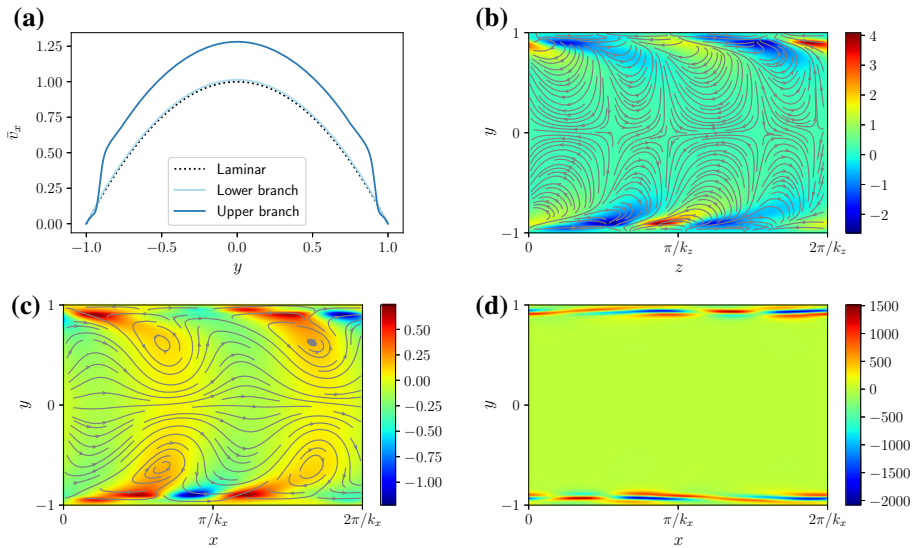 (a)
1.25
1.00
0.75
0.50
0.25
0.00
v̄ₓ
Laminar
Lower branch
Upper branch
−1.0 −0.5 0.0 0.5 1.0
y
(b)
1
0
−1
y
0 π/k_z 2π/k_z
z
4
3
2
1
0
−1
−2
(c)
1
0
−1
y
0 π/kₓ 2π/kₓ
x
0.50
0.25
0.00
−0.25
−0.50
−0.75
−1.00
(d)
1
0
−1
y
0 π/kₓ 2π/kₓ
x
1500
1000
500
0
−500
−1000
−1500
−2000